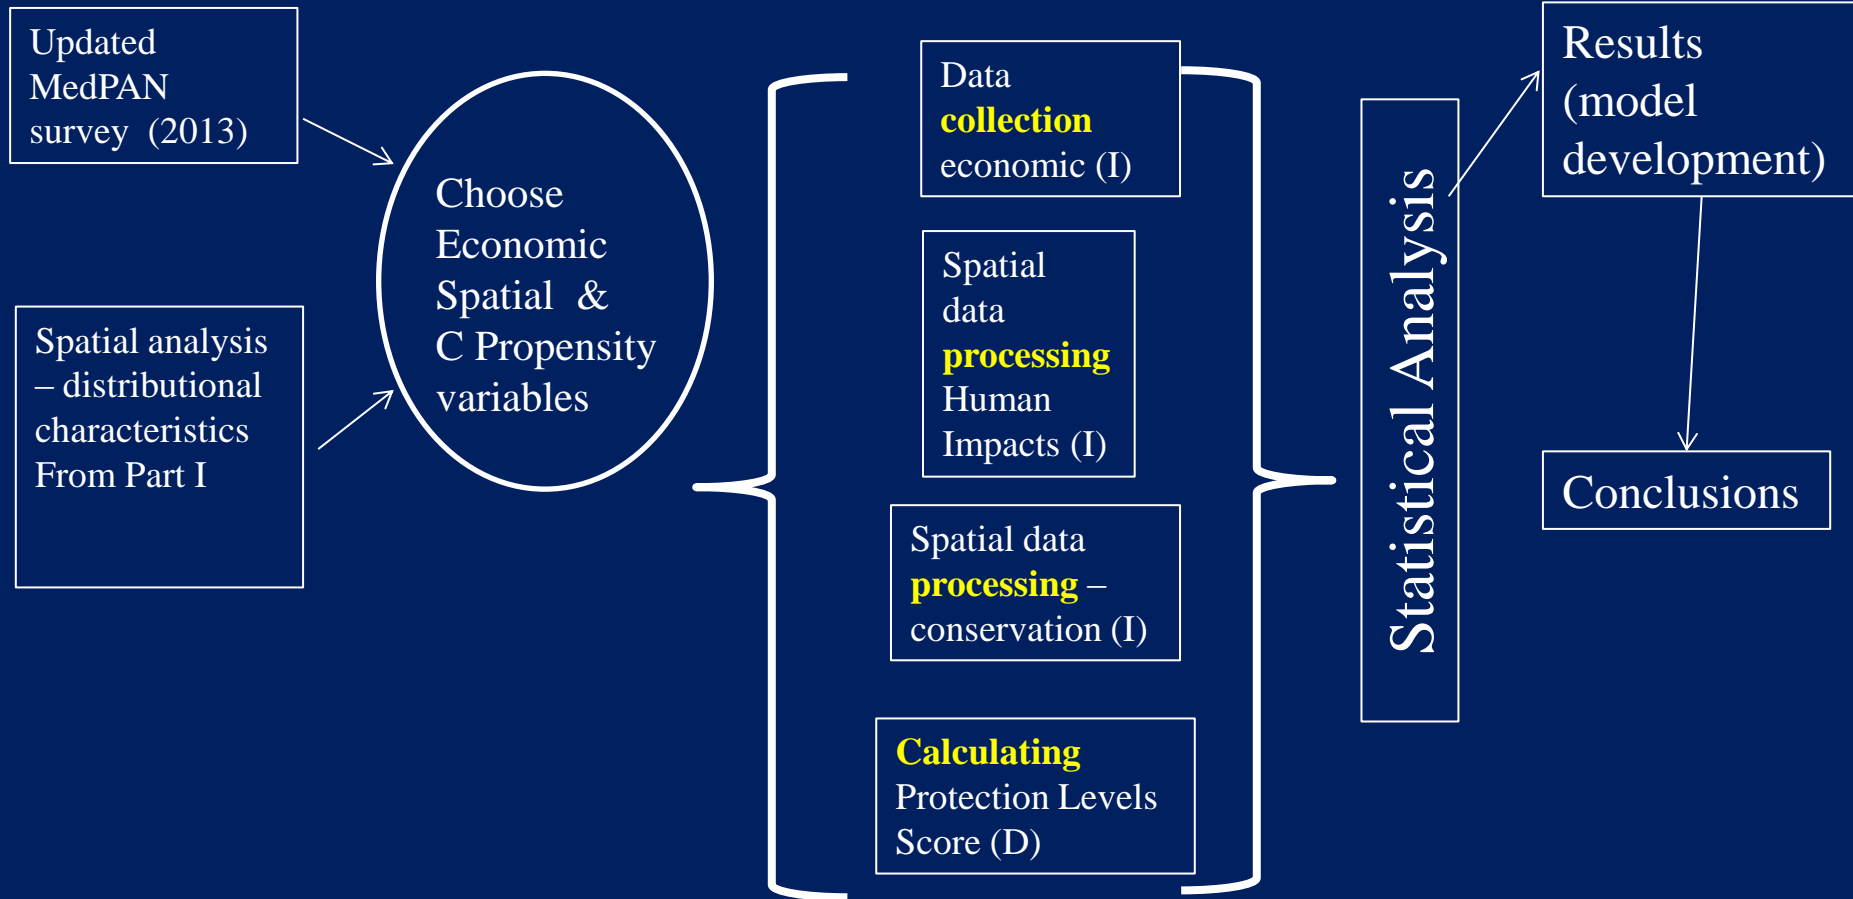 Updated
MedPAN
survey (2013)
Spatial analysis
– distributional
characteristics
From Part I
Choose
Economic
Spatial &
C Propensity
variables
Data
collection
economic (I)
Spatial
data
processing
Human
Impacts (I)
Spatial data
processing –
conservation (I)
Calculating
Protection Levels
Score (D)
Statistical Analysis
Results
(model
development)
Conclusions